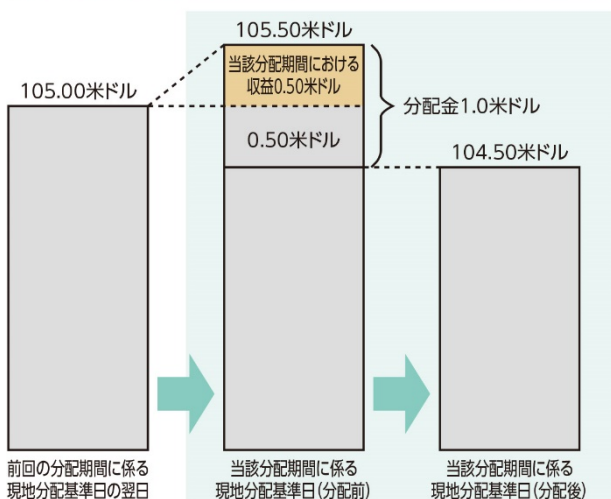 105.50米ドル
105.00米ドル
当該分配期間における
収益0.50米ドル
分配金1.0米ドル
0.50米ドル
104.50米ドル
前回の分配期間に係る
現地分配基準日の翌日
当該分配期間に係る
現地分配基準日(分配前)
当該分配期間に係る
現地分配基準日(分配後)